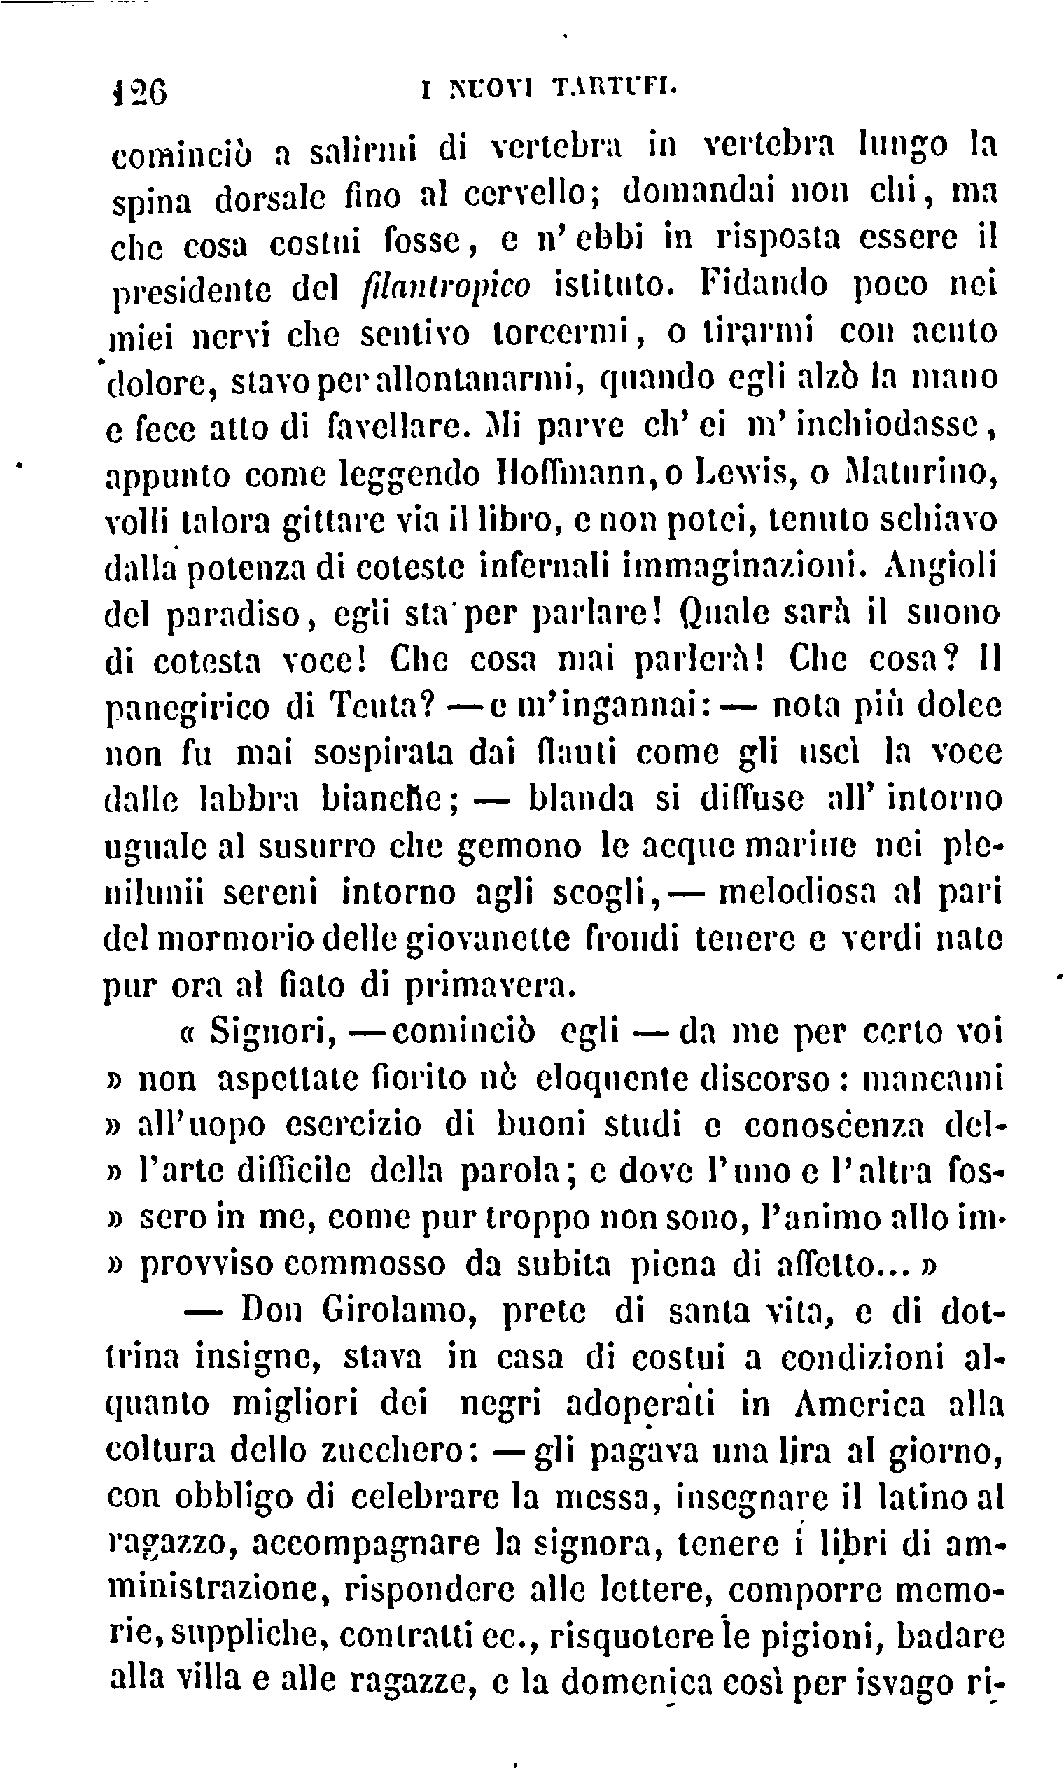 126 I NUOVI TARTUFI.
cominciò a salirmi di vertebra in vertebra lungo la
spina dorsale fino al cervello; domandai non chi, ma
che cosa costui fosse, e n' ebbi in risposta essere il
presidente del filantropico istituto. Fidando poco nei
miei nervi che sentivo torcermi, o tirarmi con acuto
dolore, stavo per allontanarmi, quando egli alzò la mano
e fece atto di favellare. Mi parve ch' ei m' inchiodasse,
appunto come leggendo Hoffmann, o Lewis, o Maturino,
volli talora gittare via il libro, e non potei, tenuto schiavo
dalla potenza di coteste infernali immaginazioni. Angioli
del paradiso, egli sta per parlare! Quale sarà il suono
di cotesta voce! Che cosa mai parlerà! Che cosa? Il
panegirico di Teuta? — e m'ingannai: — nota più dolce
non fu mai sospirata dai flauti come gli uscì la voce
dalle labbra bianche; — blanda si diffuse all' intorno
uguale al susurro che gemono le acque marine nei ple-
nilunii sereni intorno agli scogli, — melodiosa al pari
del mormorio delle giovanette frondi tenere e verdi nate
pur ora al fiato di primavera.
« Signori, — cominciò egli — da me per certo voi
» non aspettate fiorito nè eloquente discorso: mancami
» all'uopo esercizio di buoni studi e conoscenza del-
» l'arte difficile della parola; e dove l'uno e l'altra fos-
» sero in me, come pur troppo non sono, l'animo allo im-
» provviso commosso da subita piena di affetto... »
— Don Girolamo, prete di santa vita, e di dot-
trina insigne, stava in casa di costui a condizioni al-
quanto migliori dei negri adoperati in America alla
coltura dello zucchero: — gli pagava una lira al giorno,
con obbligo di celebrare la messa, insegnare il latino al
ragazzo, accompagnare la signora, tenere i libri di am-
ministrazione, rispondere alle lettere, comporre memo-
rie, suppliche, contratti ec., risquotere le pigioni, badare
alla villa e alle ragazze, e la domenica così per isvago ri-